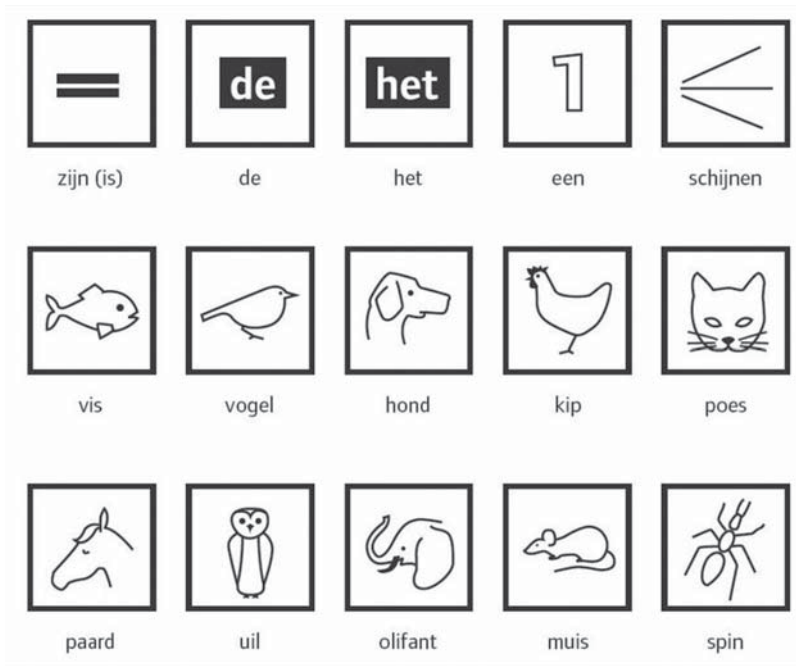 de het 1
zijn (is) de het een schijnen
vis vogel hond kip poes
paard uil olifant muis spin